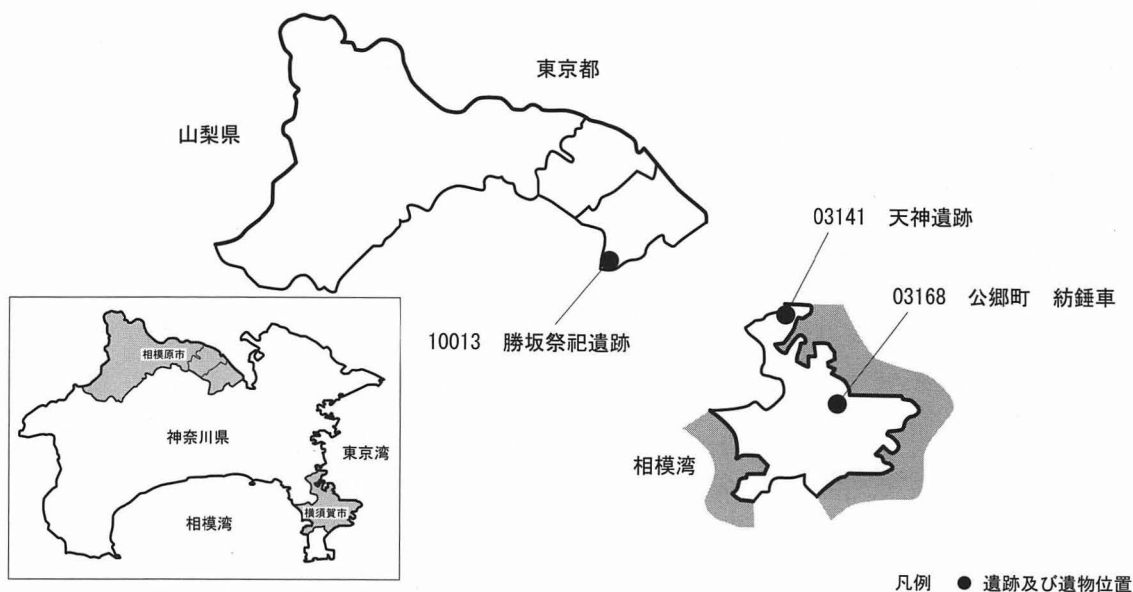 東京都
山梨県
03141 天神遺跡
03168 公郷町 紡錘車
10013 勝坂祭祀遺跡
相模原市
神奈川県
東京湾
相模湾
横須賀市
相模湾
凡例 ● 遺跡及び遺物位置